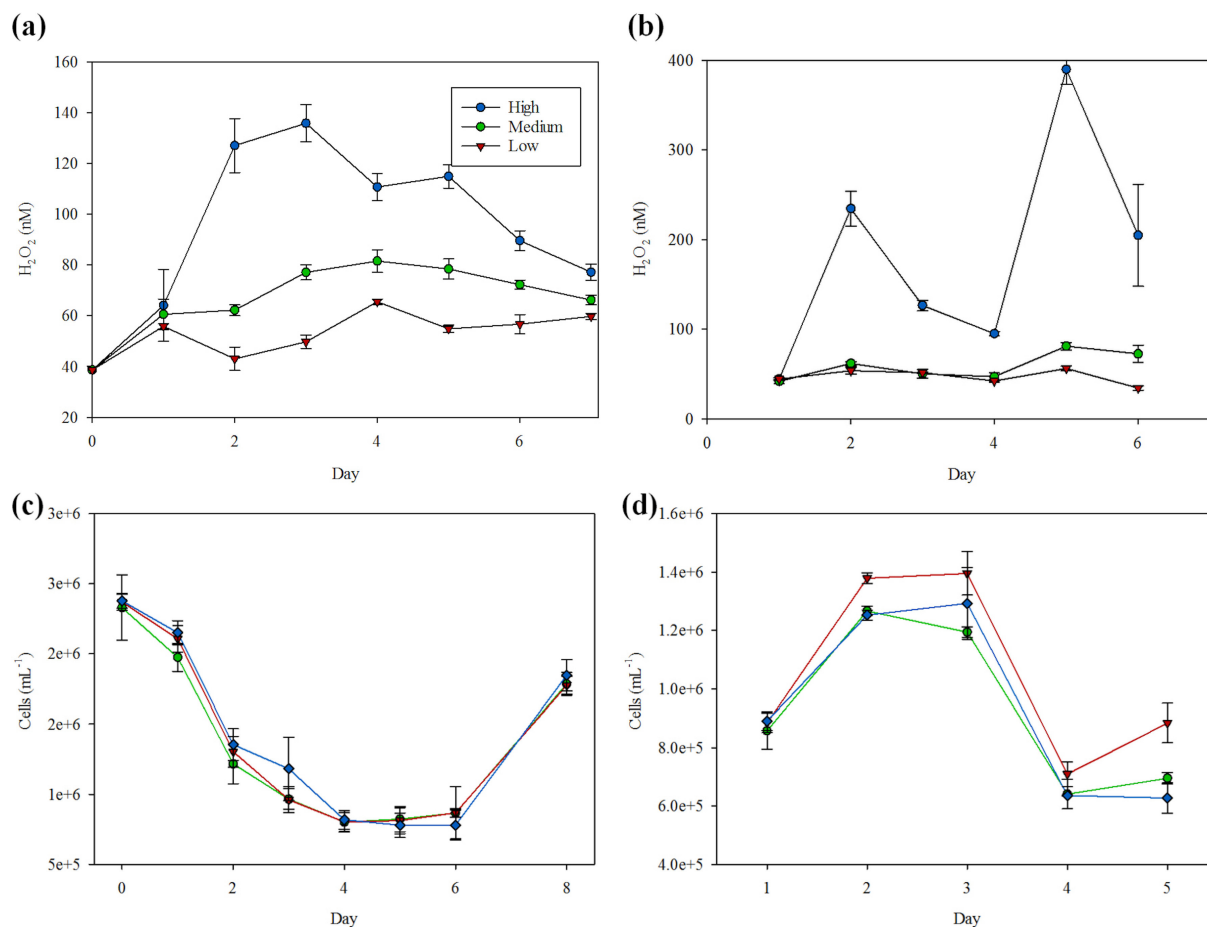 (a)
160
140
120
100
80
60
40
20
H₂O₂ (nM)
0
2
4
6
Day
High
Medium
Low
(b)
400
300
200
100
0
H₂O₂ (nM)
0
2
4
6
Day
(c)
3e+6
3e+6
2e+6
2e+6
1e+6
5e+5
Cells (mL⁻¹)
0
2
4
6
8
Day
(d)
1.6e+6
1.4e+6
1.2e+6
1.0e+6
8.0e+5
6.0e+5
4.0e+5
Cells (mL⁻¹)
1
2
3
4
5
Day